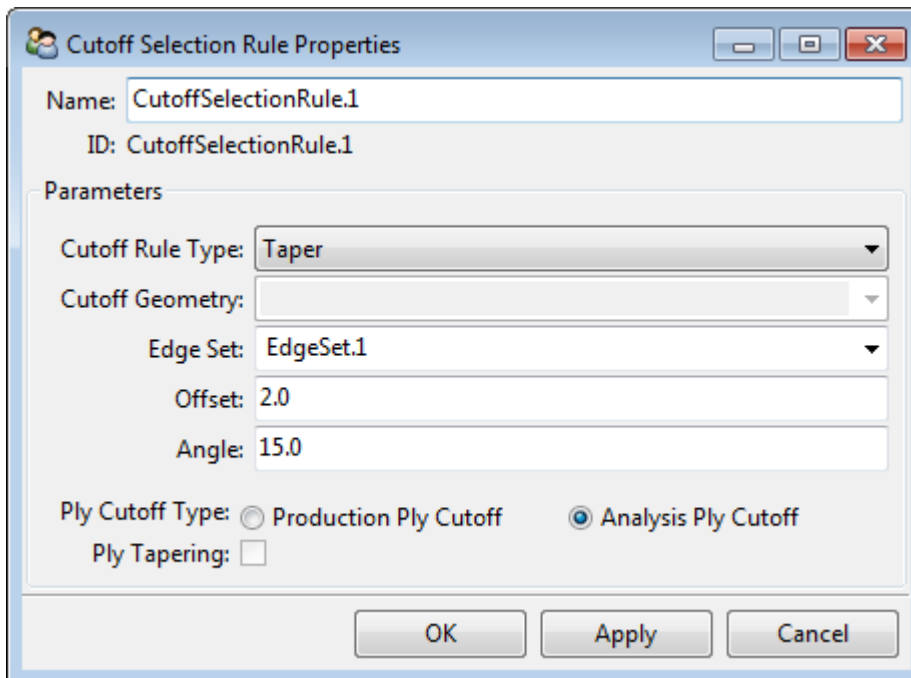 Cutoff Selection Rule Properties
Name: CutoffSelectionRule.1
ID: CutoffSelectionRule.1
Parameters
Cutoff Rule Type: Taper
Cutoff Geometry:
Edge Set: EdgeSet.1
Offset: 2.0
Angle: 15.0
Ply Cutoff Type: Production Ply Cutoff Analysis Ply Cutoff
Ply Tapering:
OK Apply Cancel